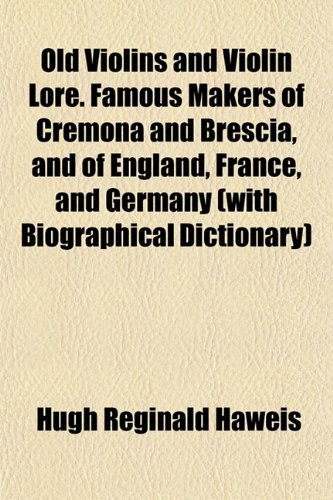 Old Violins and Violin
Lore. Famous Makers of
Cremona and Brescia,
and of England, France,
and Germany (with
Biographical Dictionary)
Hugh Reginald Haweis